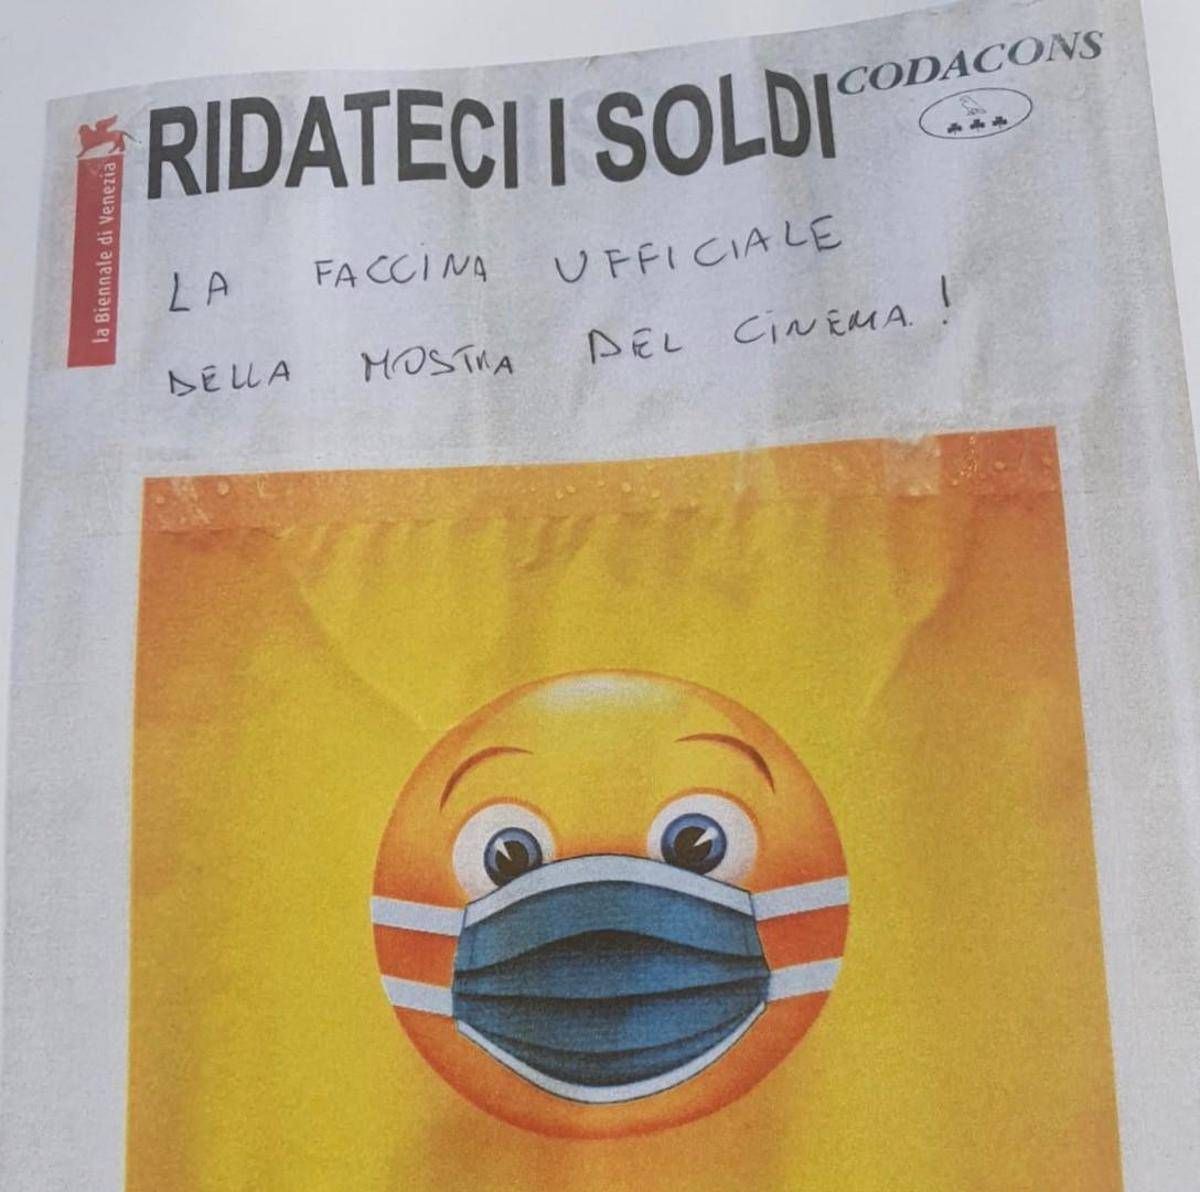 RIDATECI I SOLDI
CODACONS
la Biennale di Venezia
LA FACCINA UFFICIALE
DELLA MOSTRA DEL CINEMA!